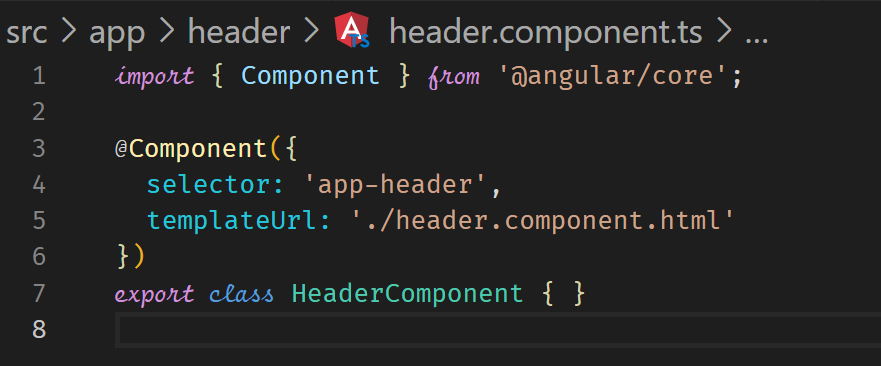 src > app > header > TS header.component.ts > ...
1 import { Component } from '@angular/core';
2
3 @Component({
4   selector: 'app-header',
5   templateUrl: './header.component.html'
6 })
7 export class HeaderComponent { }
8